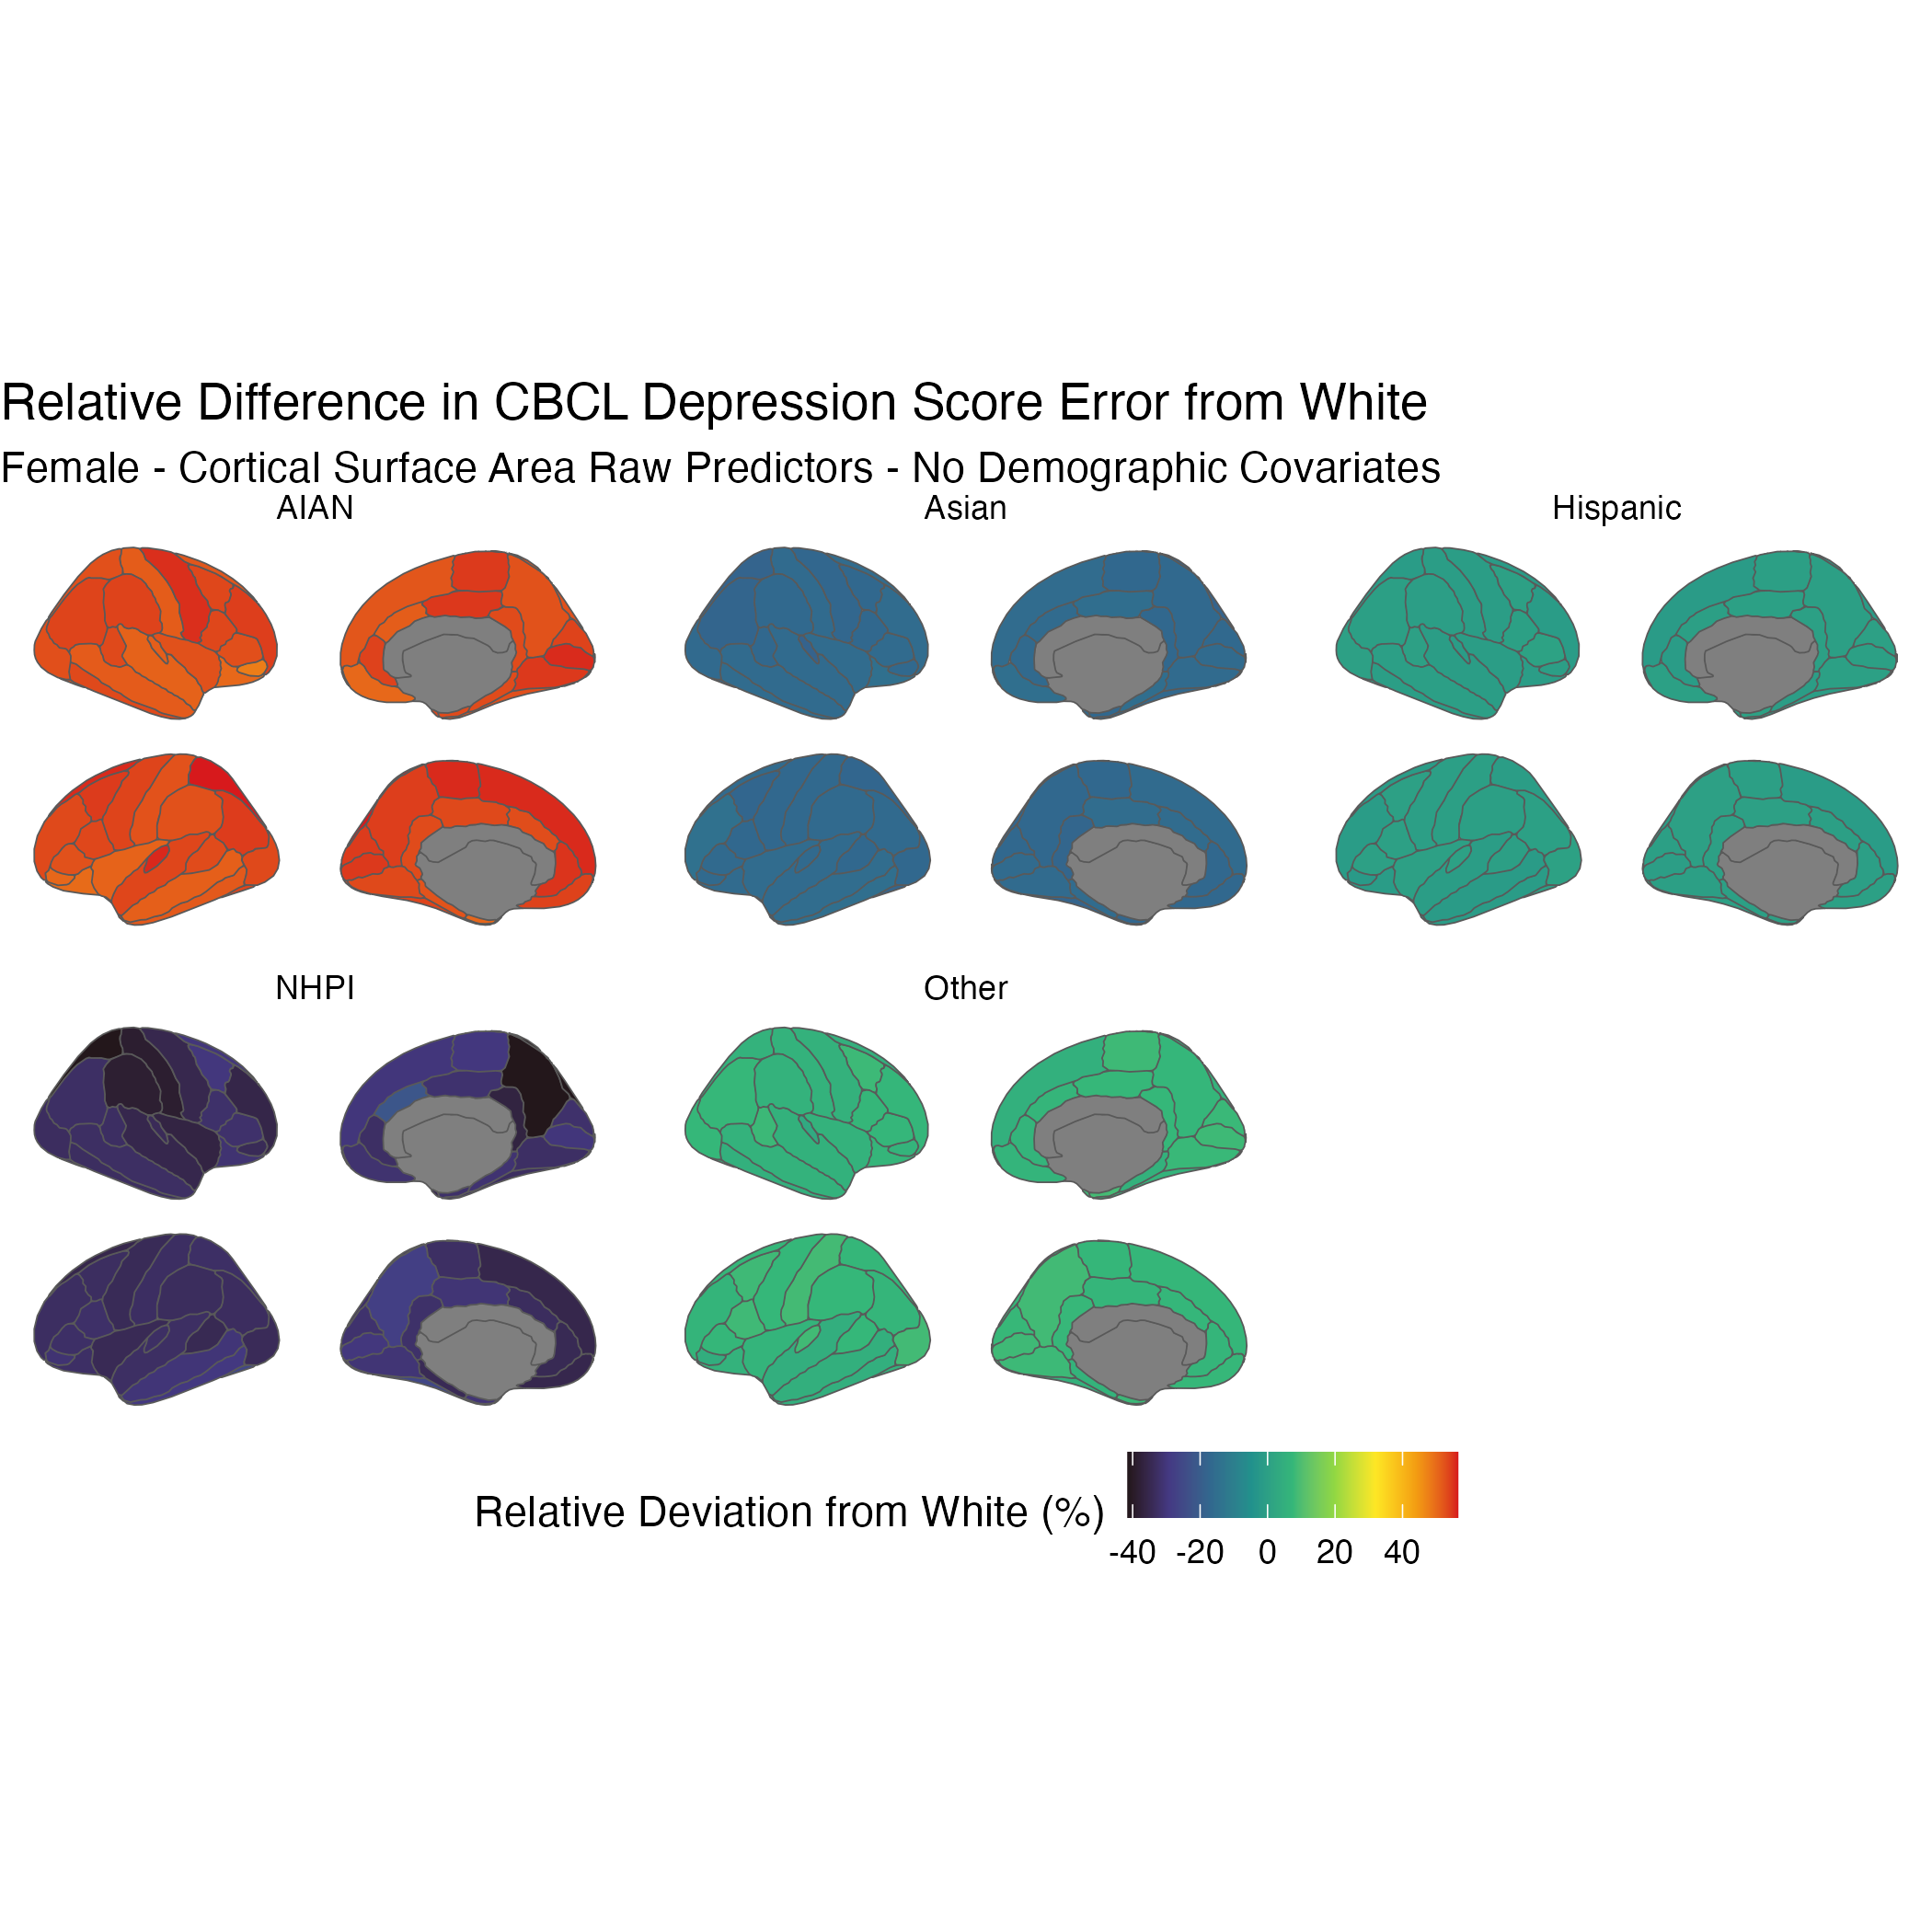 Relative Difference in CBCL Depression Score Error from White
Female - Cortical Surface Area Raw Predictors - No Demographic Covariates
AIAN Asian Hispanic
NHPI Other
Relative Deviation from White (%)
-40 -20 0 20 40